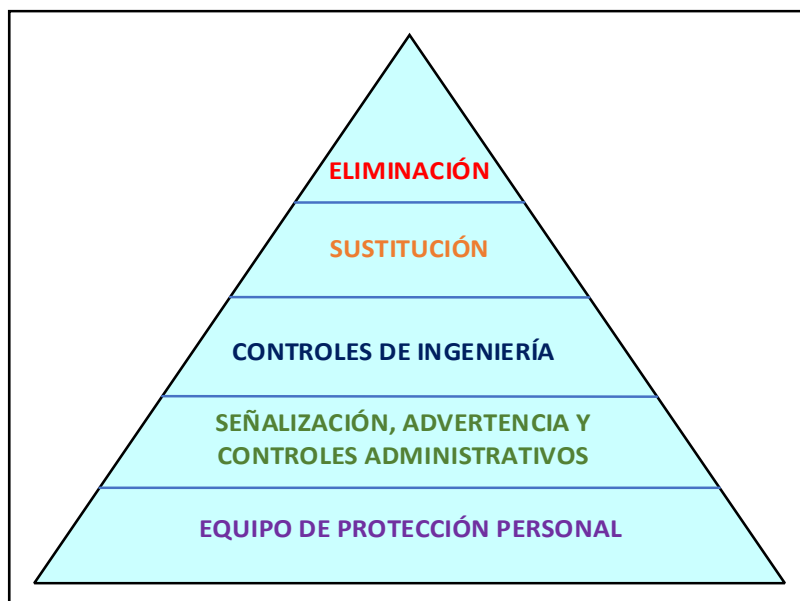 ELIMINACIÓN
SUSTITUCIÓN
CONTROLES DE INGENIERÍA
SEÑALIZACIÓN, ADVERTENCIA Y
CONTROLES ADMINISTRATIVOS
EQUIPO DE PROTECCIÓN PERSONAL